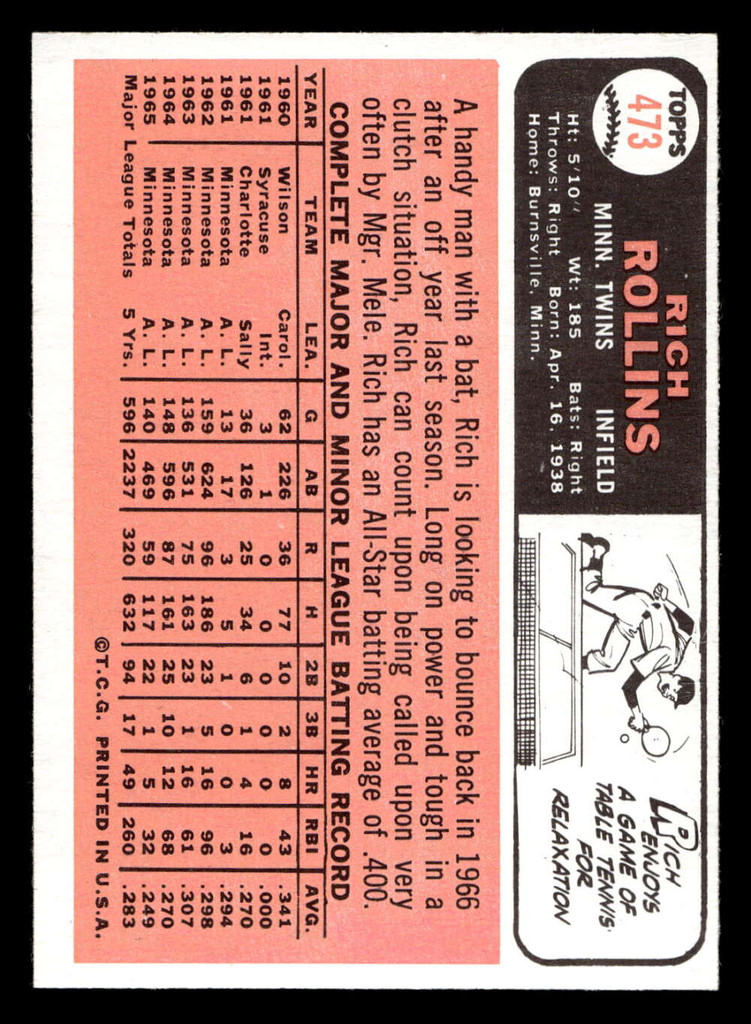 TOPPS
473
RICH
ROLLINS
MINN. TWINS INFIELD
Ht: 5'10" Wt: 185 Bats: Right
Throws: Right Born: Apr. 16, 1938
Home: Burnsville, Minn.
RICH
ENJOYS
A GAME OF
TABLE TENNIS
FOR
RELAXATION
A handy man with a bat, Rich is looking to bounce back in 1966
after an off year last season. Long on power and tough in a
clutch situation, Rich can count upon being called upon very
often by Mgr. Mele. Rich has an All-Star batting average of .400.
COMPLETE MAJOR AND MINOR LEAGUE BATTING RECORD
YEAR TEAM LEA. G AB R H 2B 3B HR RBI AVG.
1960 Wilson Carol. 62 226 36 77 10 2 8 43 .341
1961 Syracuse Int. 3 1 0 0 0 0 0 0 .000
1961 Charlotte Sally 36 126 25 34 6 1 4 16 .270
1961 Minnesota A. L. 13 17 3 5 1 0 0 3 .294
1962 Minnesota A. L. 159 624 96 186 23 5 16 96 .298
1963 Minnesota A. L. 136 531 75 163 23 1 16 61 .307
1964 Minnesota A. L. 148 596 87 161 25 10 12 68 .270
1965 Minnesota A. L. 140 469 59 117 22 1 5 32 .249
Major League Totals 5 Yrs. 596 2237 320 632 94 17 49 260 .283
©T.C.G. PRINTED IN U.S.A.